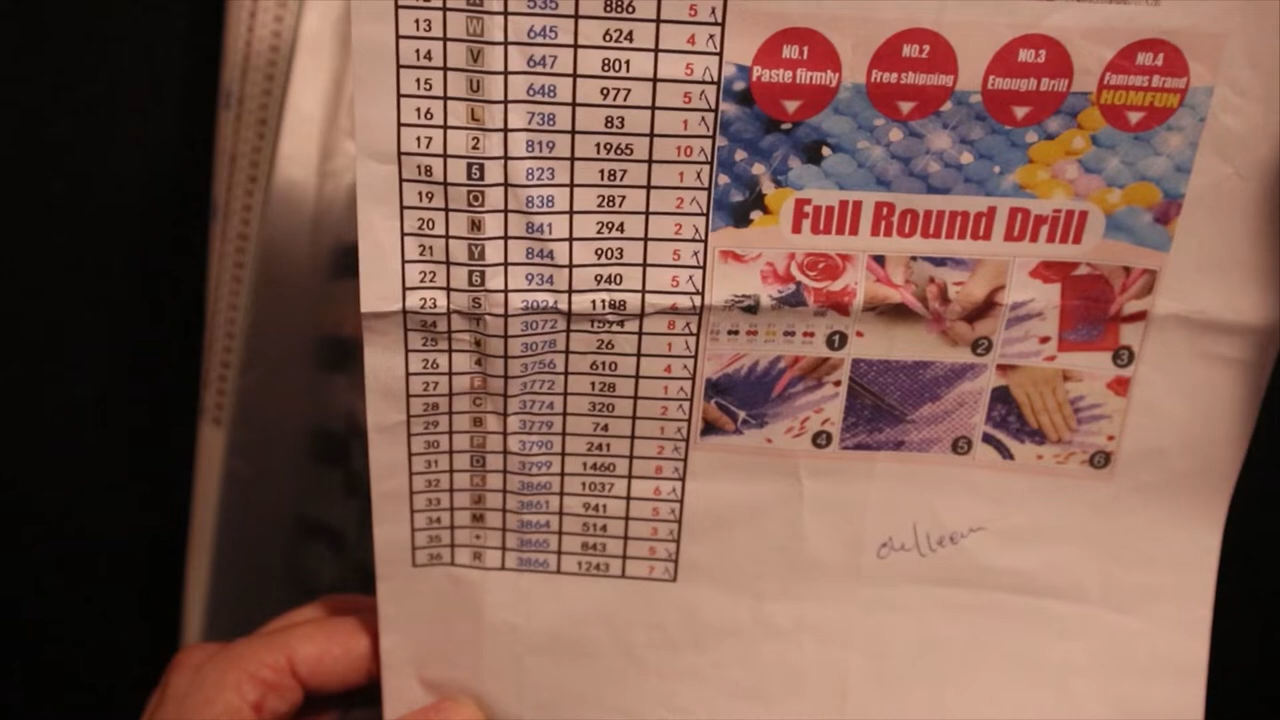 535 886 5
13 W 645 624 4
14 V 647 801 5
15 U 648 977 5
16 L 738 83 1
17 2 819 1965 10
18 5 823 187 1
19 O 838 287 2
20 N 841 294 2
21 Y 844 903 5
22 6 934 940 5
23 S 3024 1188
24 T 3072 1594 8
25 3078 26 1
26 4 3756 610 4
27 F 3772 128 1
28 C 3774 320 2
29 B 3779 74 1
30 P 3790 241 2
31 D 3799 1460 8
32 K 3860 1037 6
33 J 3861 941 5
34 M 3864 514 3
35 + 3865 843 5
36 R 3866 1243 7
NO.1
Paste firmly
NO.2
Free shipping
NO.3
Enough Drill
NO.4
Famous Brand
HOMFUN
Full Round Drill
1
2
3
4
5
6